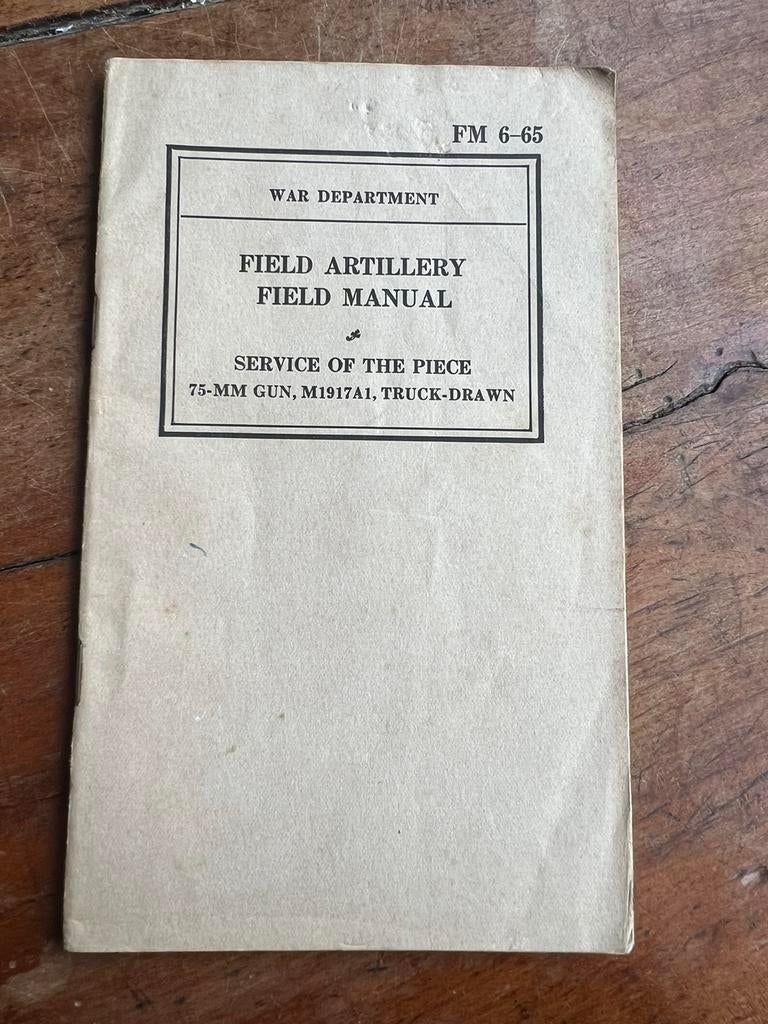 FM 6–65
WAR DEPARTMENT
FIELD ARTILLERY
FIELD MANUAL
SERVICE OF THE PIECE
75-MM GUN, M1917A1, TRUCK-DRAWN